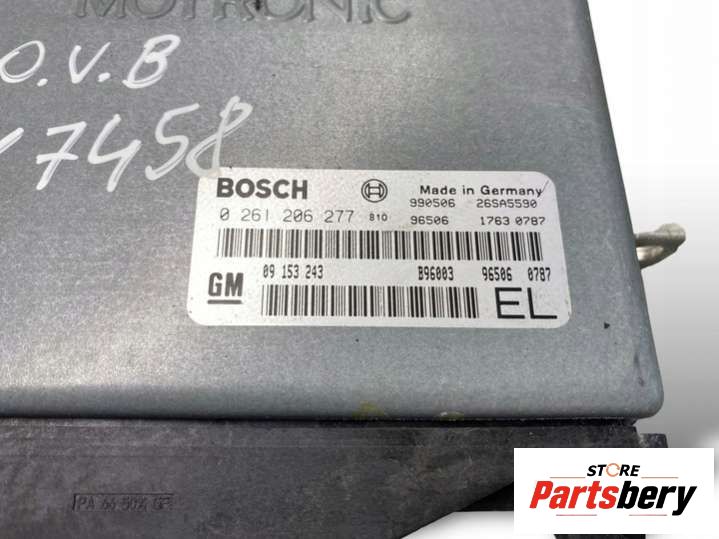 MOTRONIC
O.V.B
7458
BOSCH
Made in Germany
990506 26SA5590
0 261 206 277 B10 96506 1763 0787
09 153 243 B96003 96506 0787
GM
EL
STORE
Partsbery